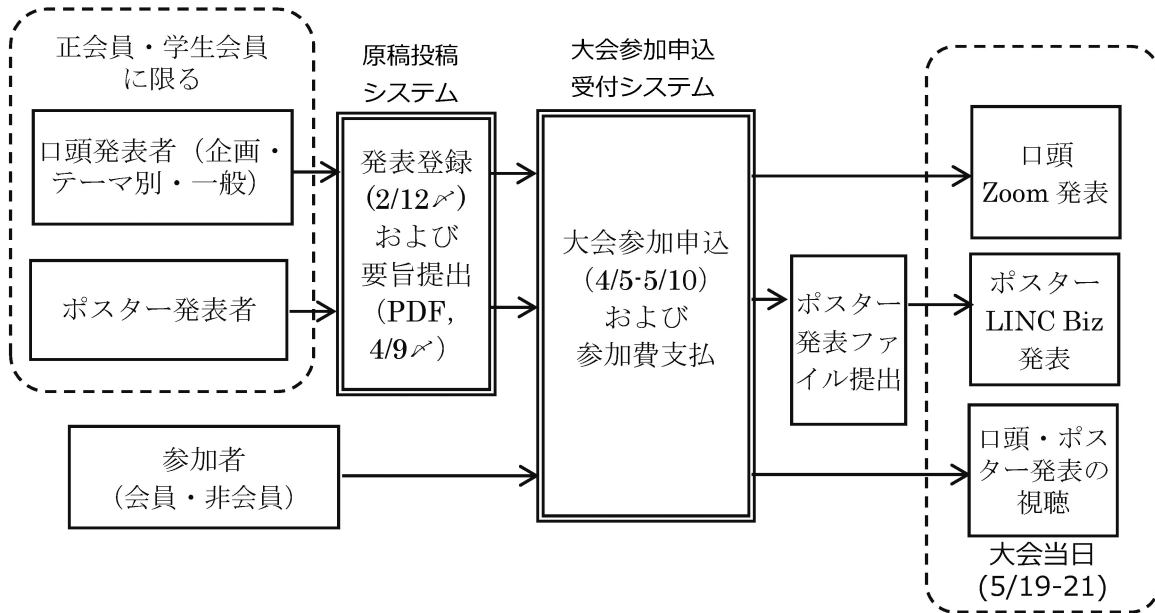 正会員・学生会員
に限る
口頭発表者（企画・
テーマ別・一般）
ポスター発表者
参加者
（会員・非会員）
原稿投稿
システム
発表登録
(2/12〆)
および
要旨提出
(PDF,
4/9〆)
大会参加申込
受付システム
大会参加申込
(4/5-5/10)
および
参加費支払
ポスター
発表ファ
イル提出
口頭
Zoom 発表
ポスター
LINC Biz
発表
口頭・ポス
ター発表の
視聴
大会当日
(5/19-21)